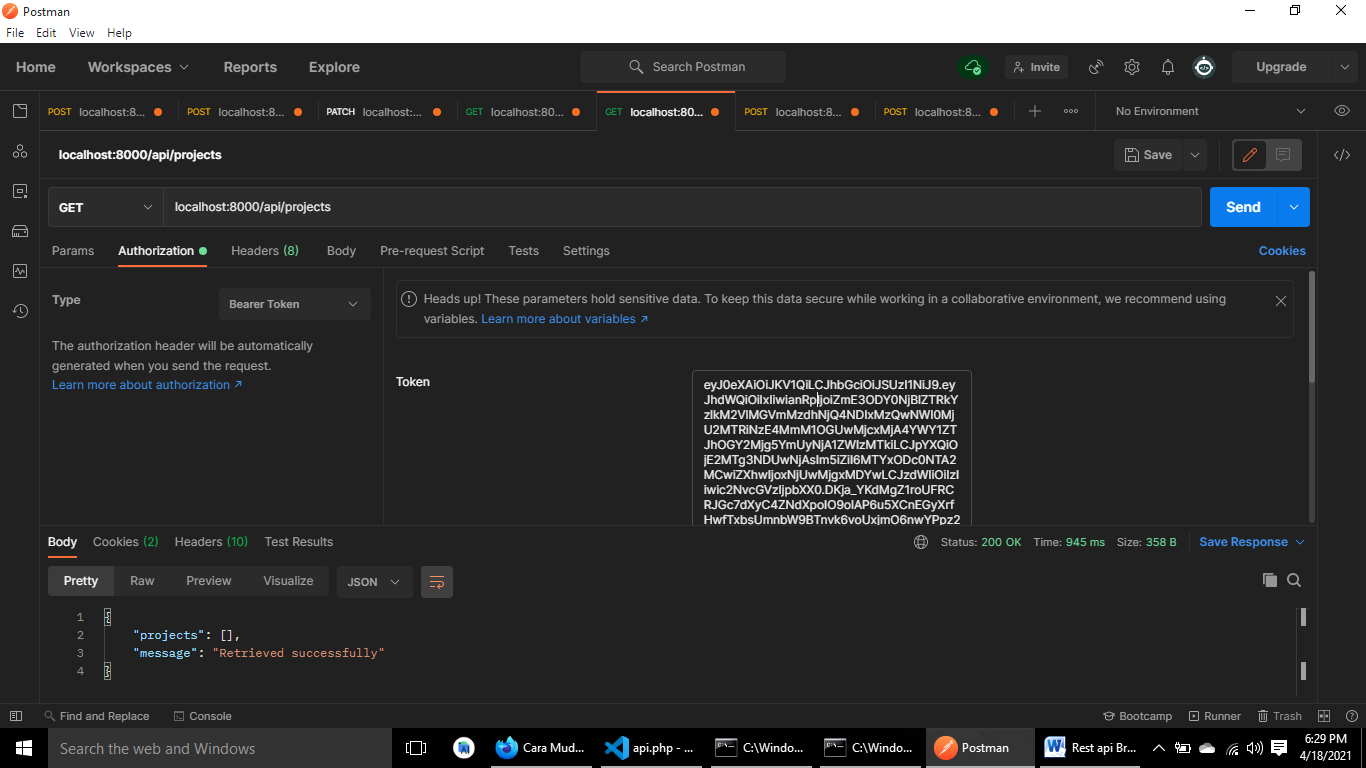 Postman
File Edit View Help
Home Workspaces Reports Explore Search Postman Invite Upgrade
POST localhost:8... POST localhost:8... PATCH localhost:... GET localhost:80... GET localhost:80... POST localhost:8... POST localhost:8... No Environment
localhost:8000/api/projects Save
GET localhost:8000/api/projects Send
Params Authorization Headers (8) Body Pre-request Script Tests Settings Cookies
Type Bearer Token
The authorization header will be automatically
generated when you send the request.
Learn more about authorization
Heads up! These parameters hold sensitive data. To keep this data secure while working in a collaborative environment, we recommend using
variables. Learn more about variables
Token
Body Cookies (2) Headers (10) Test Results Status: 200 OK Time: 945 ms Size: 358 B Save Response
Pretty Raw Preview Visualize JSON
1 {
2 "projects": [],
3 "message": "Retrieved successfully"
4 }
Find and Replace Console Bootcamp Runner Trash
Search the web and Windows Cara Mud... api.php - ... C:\Windo... C:\Windo... Postman Rest api Br... 6:29 PM
4/18/2021